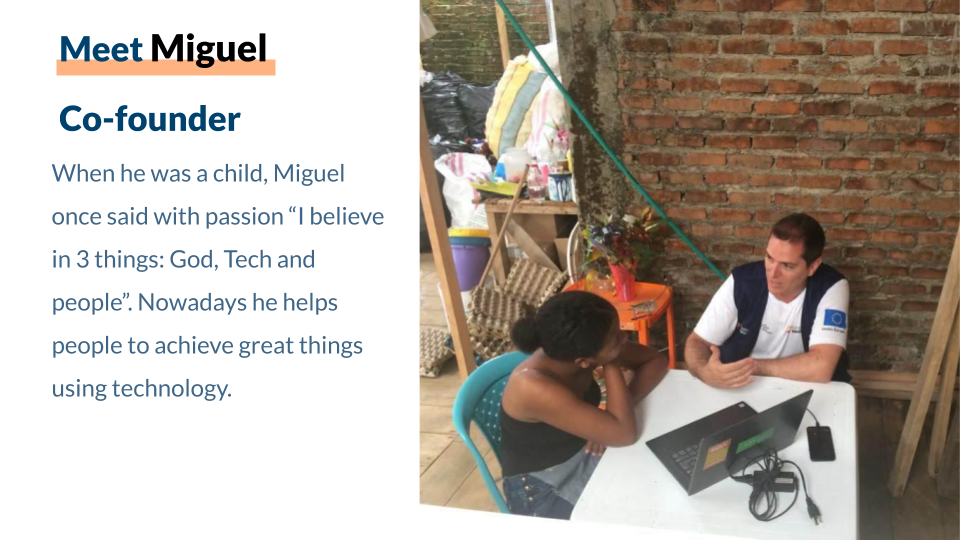 Meet Miguel
Co-founder
When he was a child, Miguel
once said with passion “I believe
in 3 things: God, Tech and
people”. Nowadays he helps
people to achieve great things
using technology.